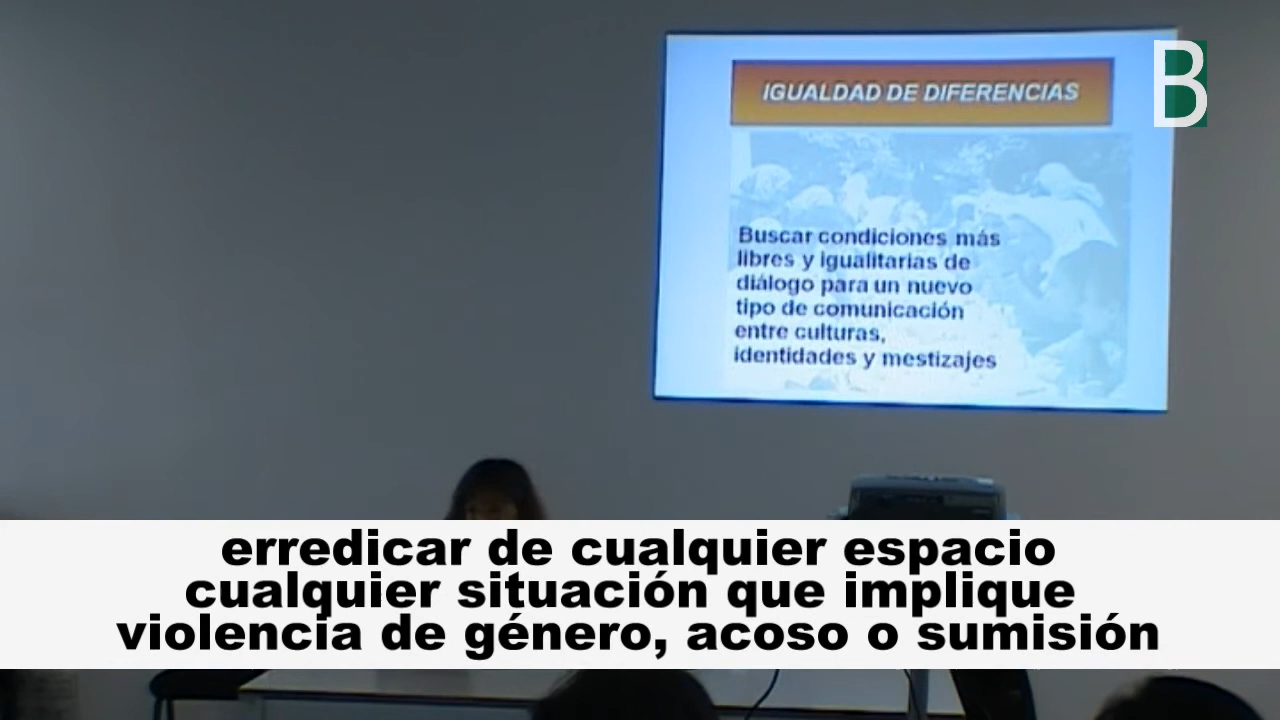 B
IGUALDAD DE DIFERENCIAS
Buscar condiciones más
libres y igualitarias de
diálogo para un nuevo
tipo de comunicación
entre culturas,
identidades y mestizajes
erredicar de cualquier espacio
cualquier situación que implique
violencia de género, acoso o sumisión